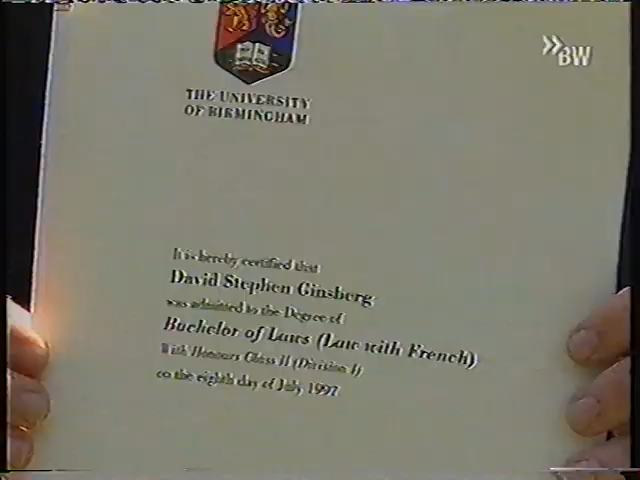 BW
THE UNIVERSITY
OF BIRMINGHAM
It is hereby certified that
David Stephen Ginsberg
was admitted to the Degree of
Bachelor of Laws (Law with French)
With Honours Class II (Division I)
on the eighth day of July, 1997